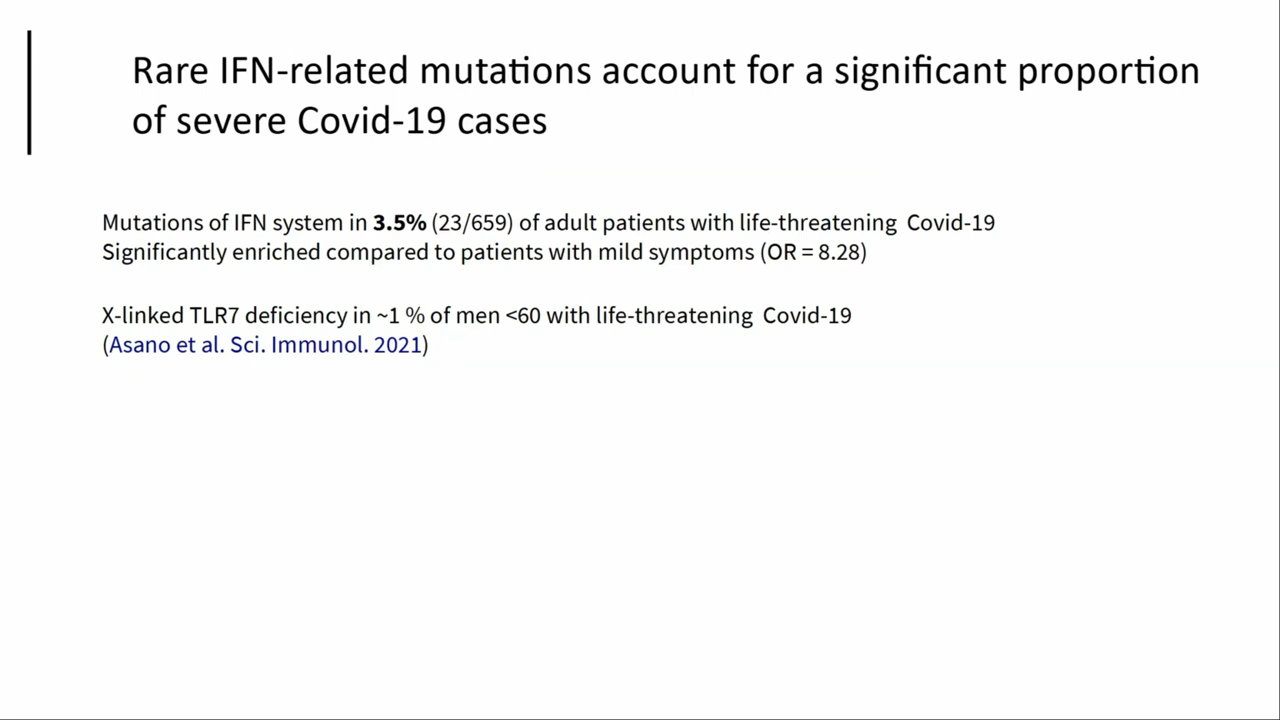 Rare IFN-related mutations account for a significant proportion
of severe Covid-19 cases
Mutations of IFN system in 3.5% (23/659) of adult patients with life-threatening Covid-19
Significantly enriched compared to patients with mild symptoms (OR = 8.28)
X-linked TLR7 deficiency in ~1 % of men <60 with life-threatening Covid-19
(Asano et al. Sci. Immunol. 2021)